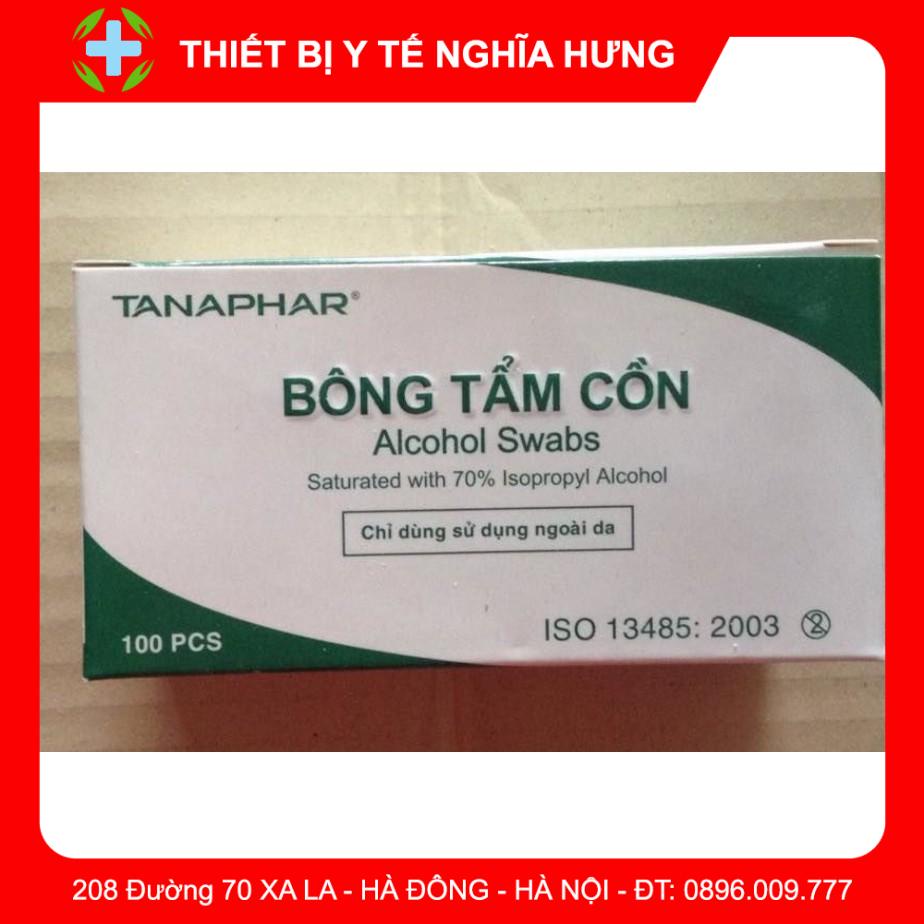 THIẾT BỊ Y TẾ NGHĨA HƯNG
TANAPHAR®
BÔNG TẨM CỒN
Alcohol Swabs
Saturated with 70% Isopropyl Alcohol
Chỉ dùng sử dụng ngoài da
100 PCS
ISO 13485: 2003
208 Đường 70 XA LA - HÀ ĐÔNG - HÀ NỘI - ĐT: 0896.009.777